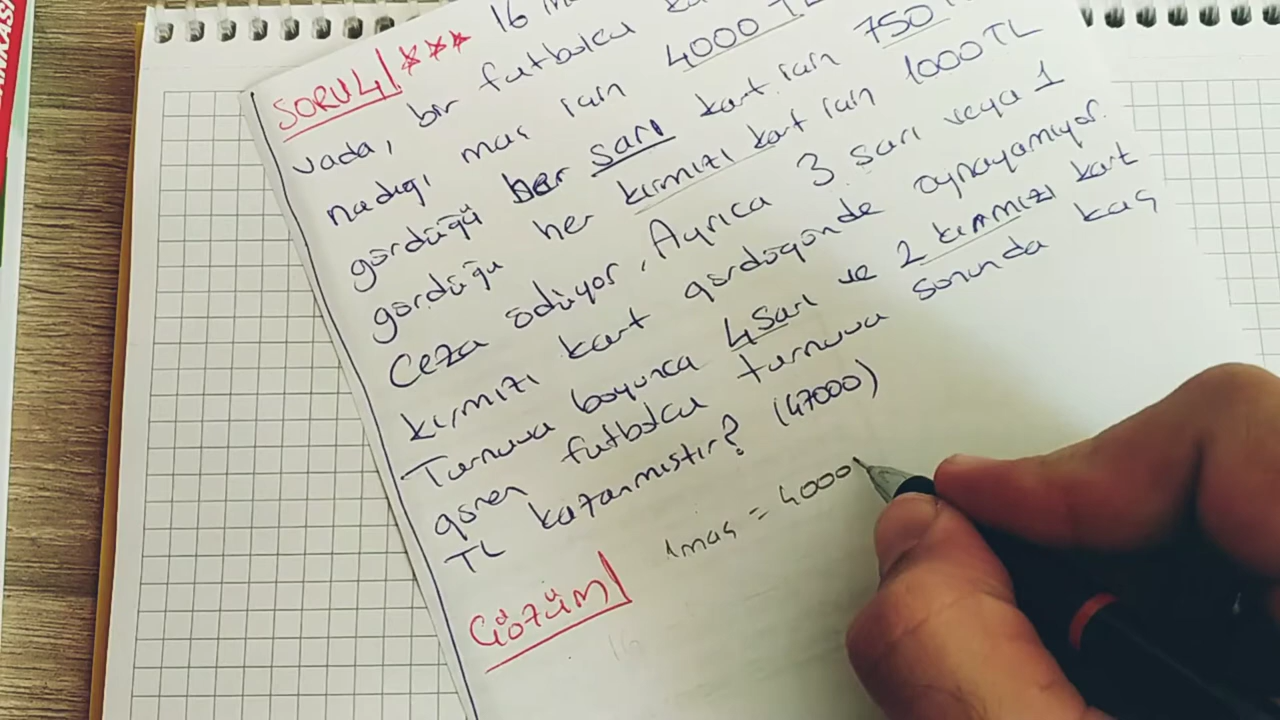 SORU 4 *** 16
vada, bir futbolcu
nadığı maç için 4000
gördüğü her sarı kart için 750
gördüğü her kırmızı kart için 1000 TL
Ceza ödüyor, Ayrıca 3 sarı veya 1
kırmızı kart gördüğünde oynayamıyor.
Turnuva boyunca 4 sarı ve 2 kırmızı kart
gören futbolcu turnuva sonunda kaç
TL kazanmıştır? (47000)
Çözüm 1 maç = 4000
16